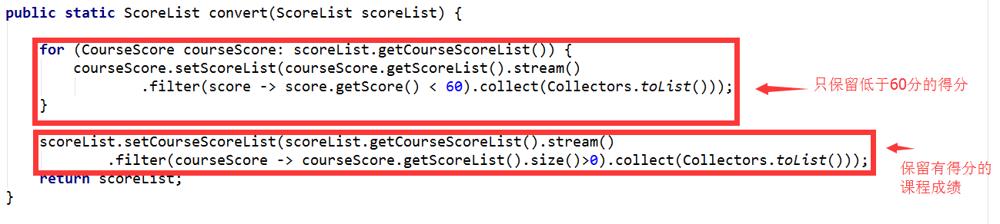 public static ScoreList convert(ScoreList scoreList) {
for (CourseScore courseScore: scoreList.getCourseScoreList()) {
courseScore.setScoreList(courseScore.getScoreList().stream()
.filter(score -> score.getScore() < 60).collect(Collectors.toList()));
只保留低于60分的得分
}
scoreList.setCourseScoreList(scoreList.getCourseScoreList().stream()
.filter(courseScore -> courseScore.getScoreList().size()>0).collect(Collectors.toList()));
保留有得分的
课程成绩
return scoreList;
}